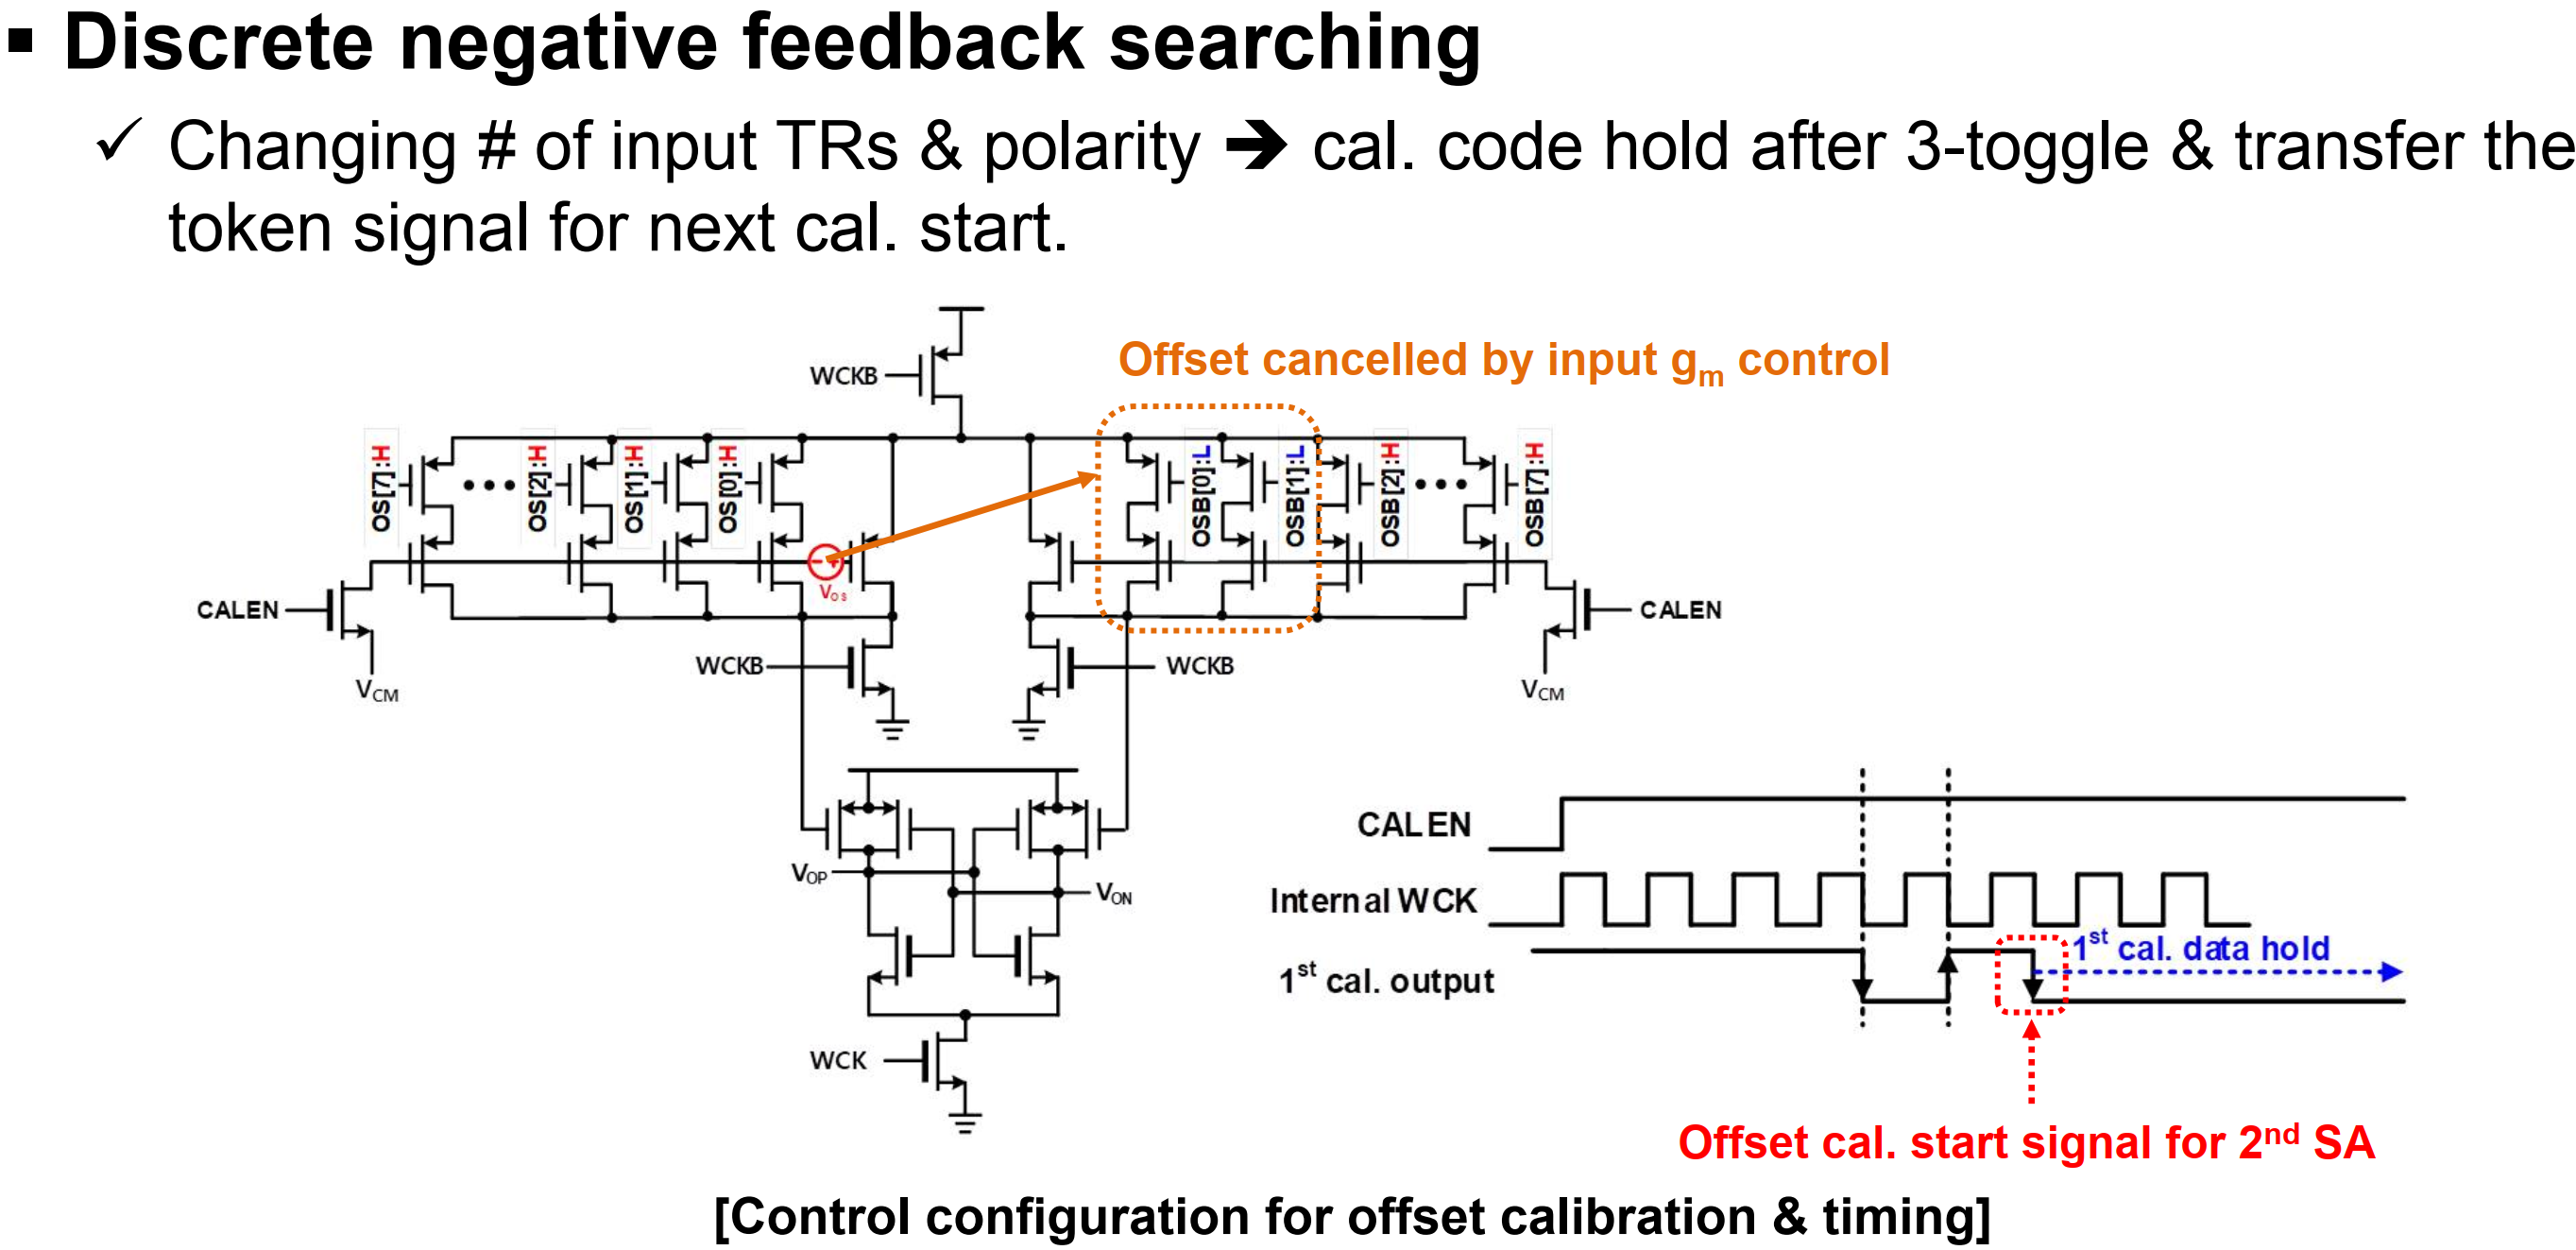 ▪ Discrete negative feedback searching
✓ Changing # of input TRs & polarity ➔ cal. code hold after 3-toggle & transfer the
token signal for next cal. start.
Offset cancelled by input gm control
WCKB
OS[7]:H
OS[2]:H
OS[1]:H
OS[0]:H
OSB[0]:L
OSB[1]:L
OSB[2]:H
OSB[7]:H
- +
VOS
CALEN
CALEN
WCKB
WCKB
VCM
VCM
VOP
VON
WCK
CALEN
Internal WCK
1st cal. output
1st cal. data hold
Offset cal. start signal for 2nd SA
[Control configuration for offset calibration & timing]